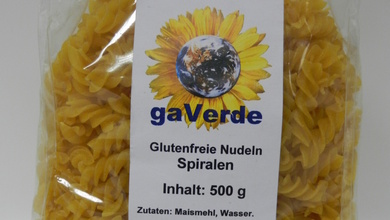 gaVerde
Glutenfreie Nudeln
Spiralen
Inhalt: 500 g
Zutaten: Maismehl, Wasser.